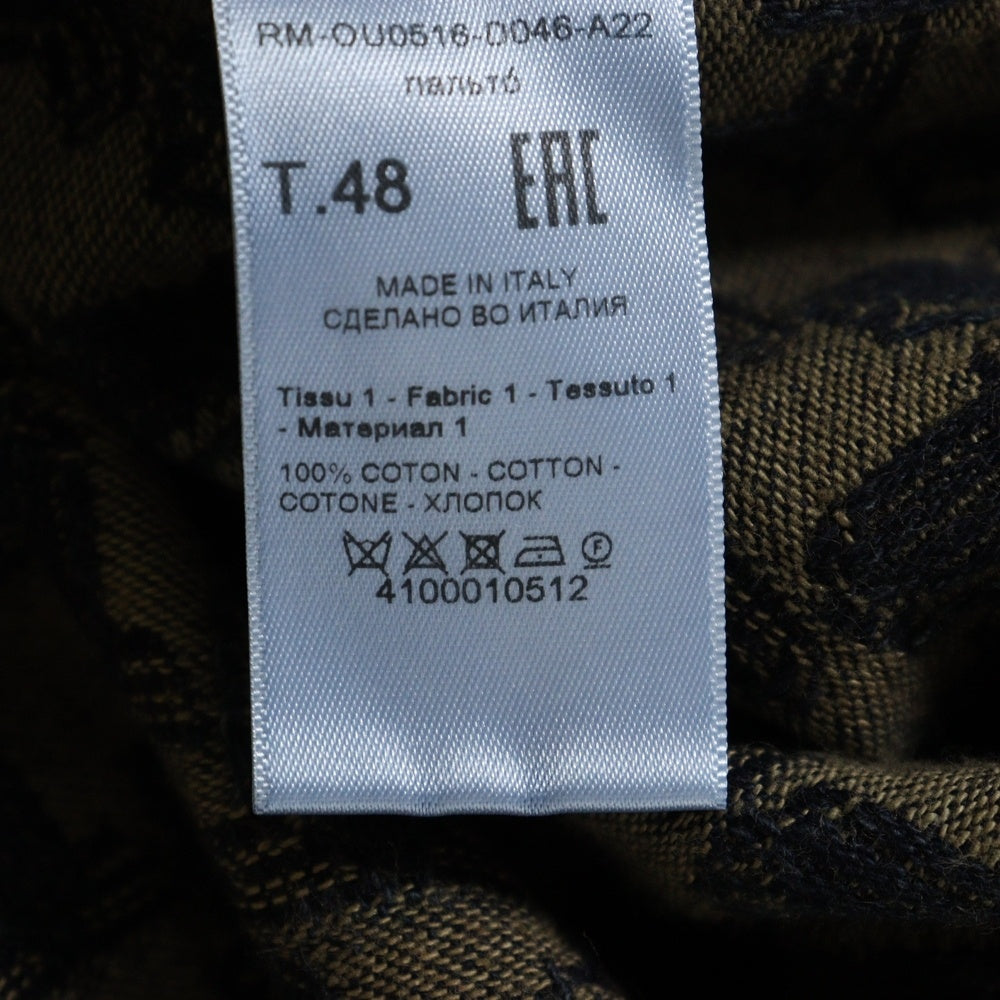 RM-OU0516-D046-A22
пальтó
T.48 EAC
MADE IN ITALY
СДЕЛАНО ВО ИТАЛИЯ
Tissu 1 - Fabric 1 - Tessuto 1
- Материал 1
100% COTON - COTTON -
COTONE - ХЛОПОК
F
4100010512